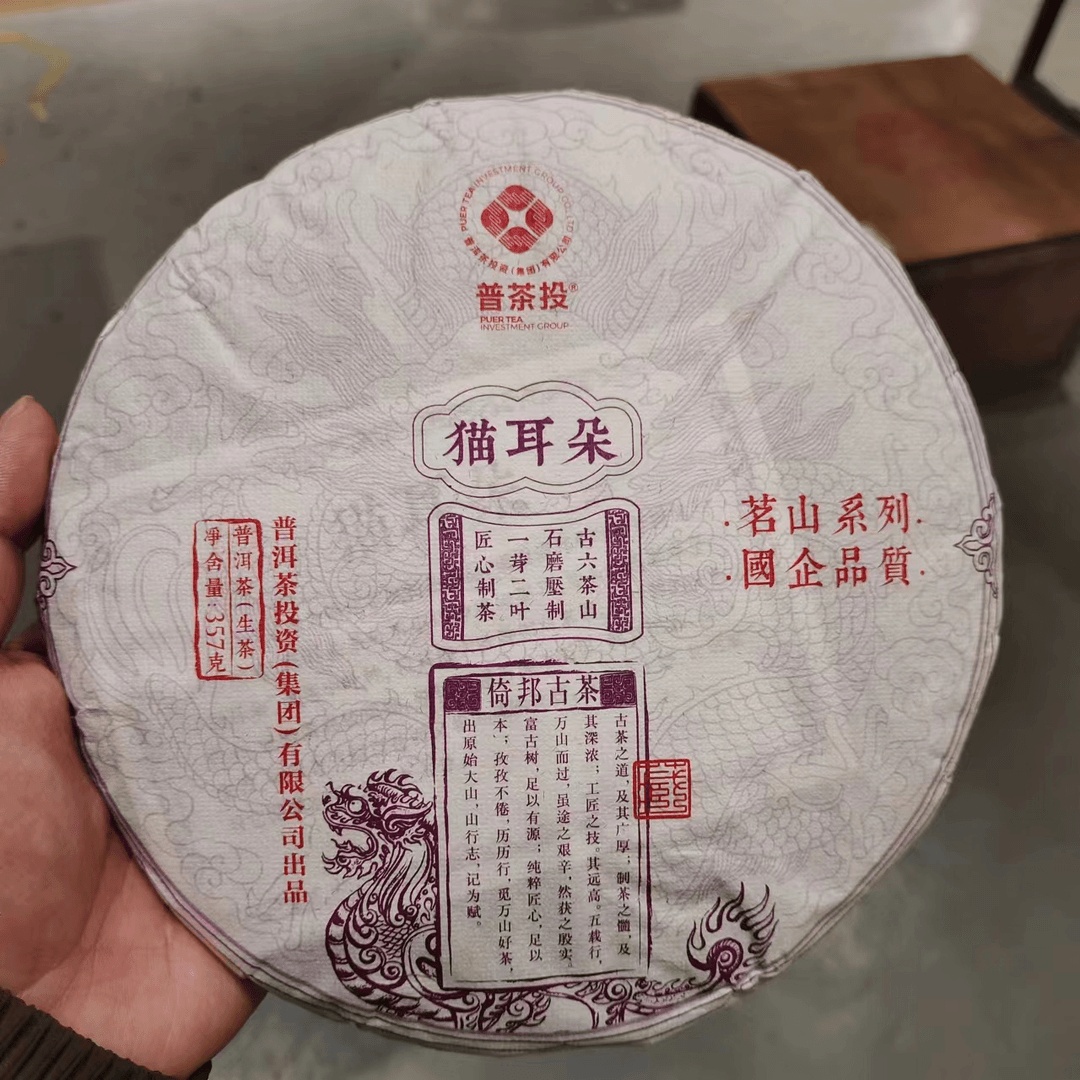 PUER TEA INVESTMENT GROUP CO., LTD
普洱茶投资(集团)有限公司
普茶投®
PUER TEA
INVESTMENT GROUP
猫耳朵
古六茶山
石磨壓制
一芽二叶
匠心制茶
·茗山系列·
·國企品質·
普洱茶(生茶)
净含量:357克
普洱茶投资(集团)有限公司出品
倚邦古茶
古茶之道,及其广厚;制茶之髓,及
其深浓;工匠之技。其远高。五载行,
万山而过,虽途之艰辛,然获之殷实。
富古树,足以有源;纯粹匠心,足以
本;孜孜不倦,历历行,觅万山好茶,
出原始大山,山行志,记为赋。